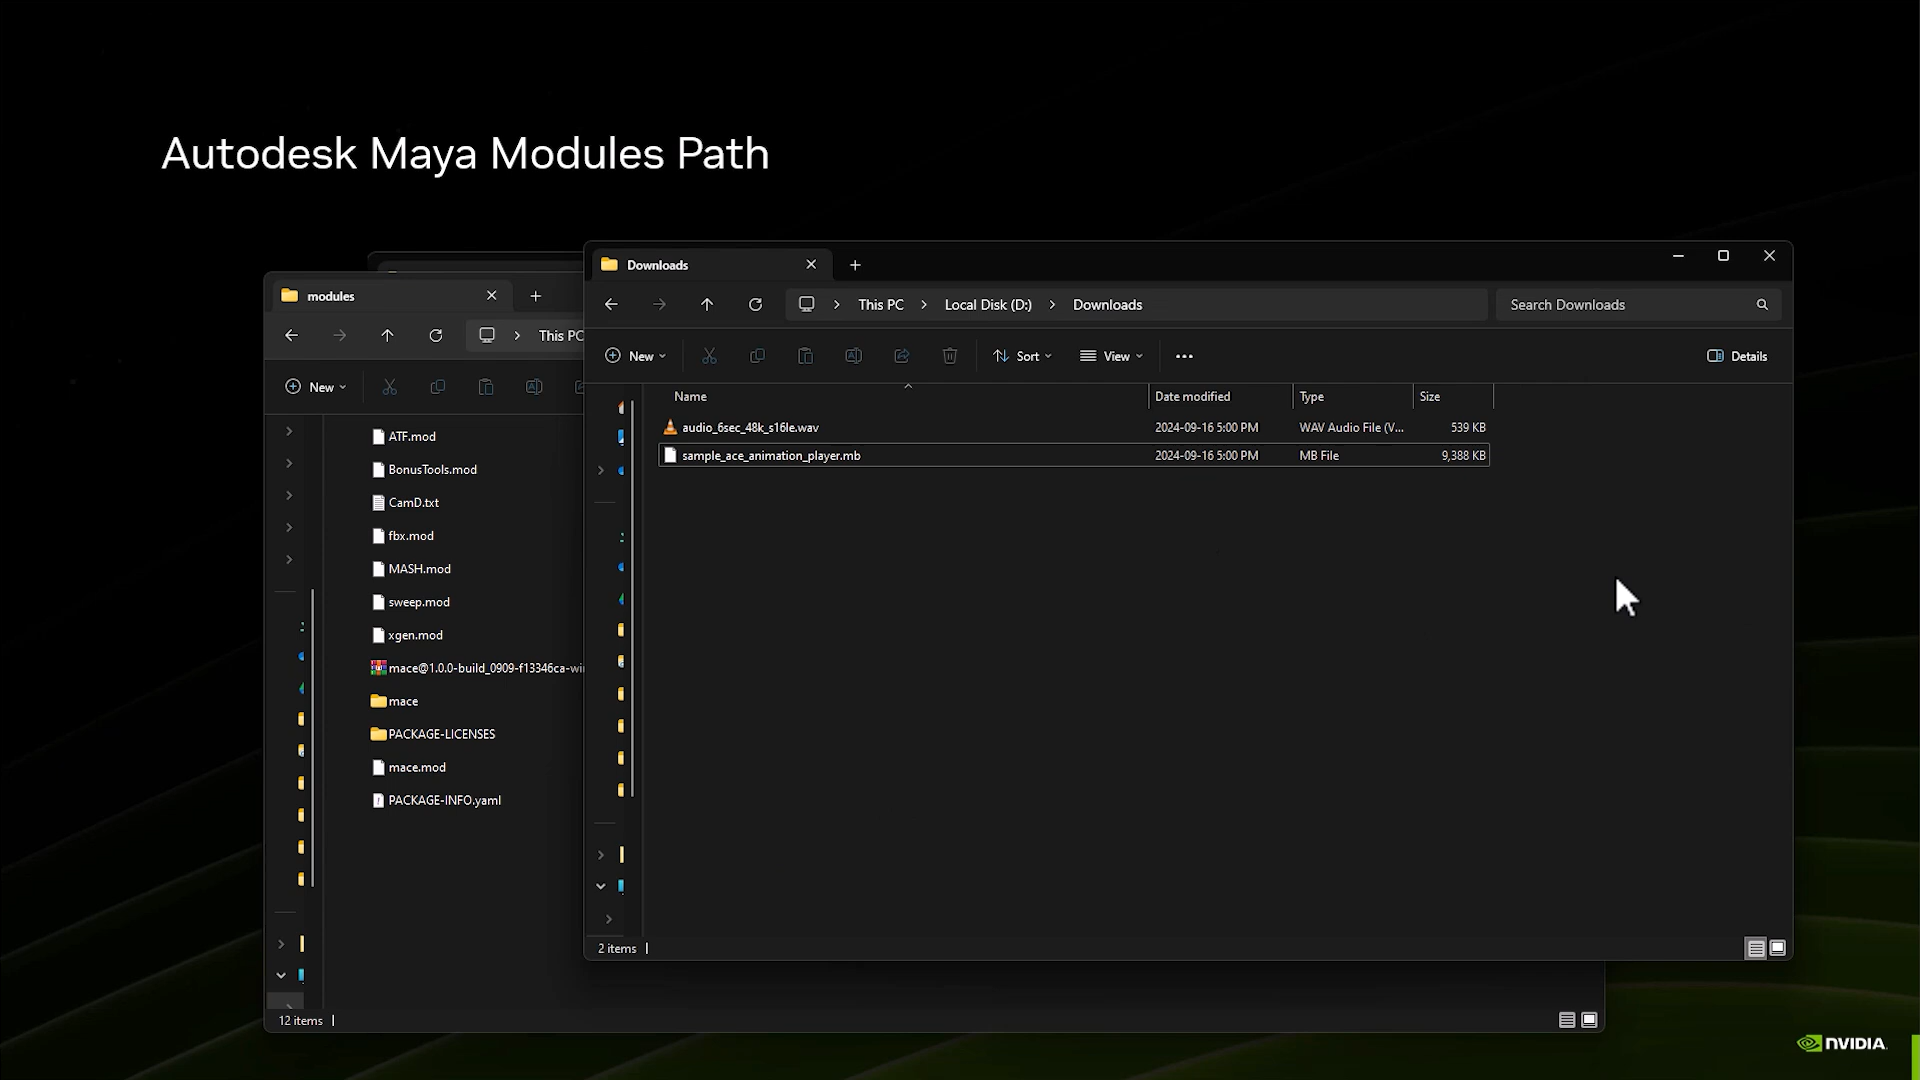 Autodesk Maya Modules Path
modules
This PC
New
ATF.mod
BonusTools.mod
CamD.txt
fbx.mod
MASH.mod
sweep.mod
xgen.mod
mace@1.0.0-build_0909-f13346ca-wi
mace
PACKAGE-LICENSES
mace.mod
PACKAGE-INFO.yaml
12 items
Downloads
This PC > Local Disk (D:) > Downloads
Search Downloads
New Sort View Details
Name Date modified Type Size
audio_6sec_48k_s16le.wav 2024-09-16 5:00 PM WAV Audio File (V... 539 KB
sample_ace_animation_player.mb 2024-09-16 5:00 PM MB File 9,388 KB
2 items
NVIDIA.